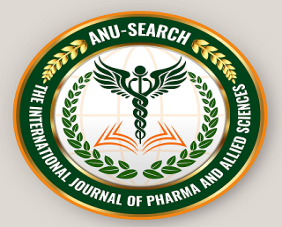 ANU-SEARCH
THE INTERNATIONAL JOURNAL OF PHARMA AND ALLIED SCIENCES